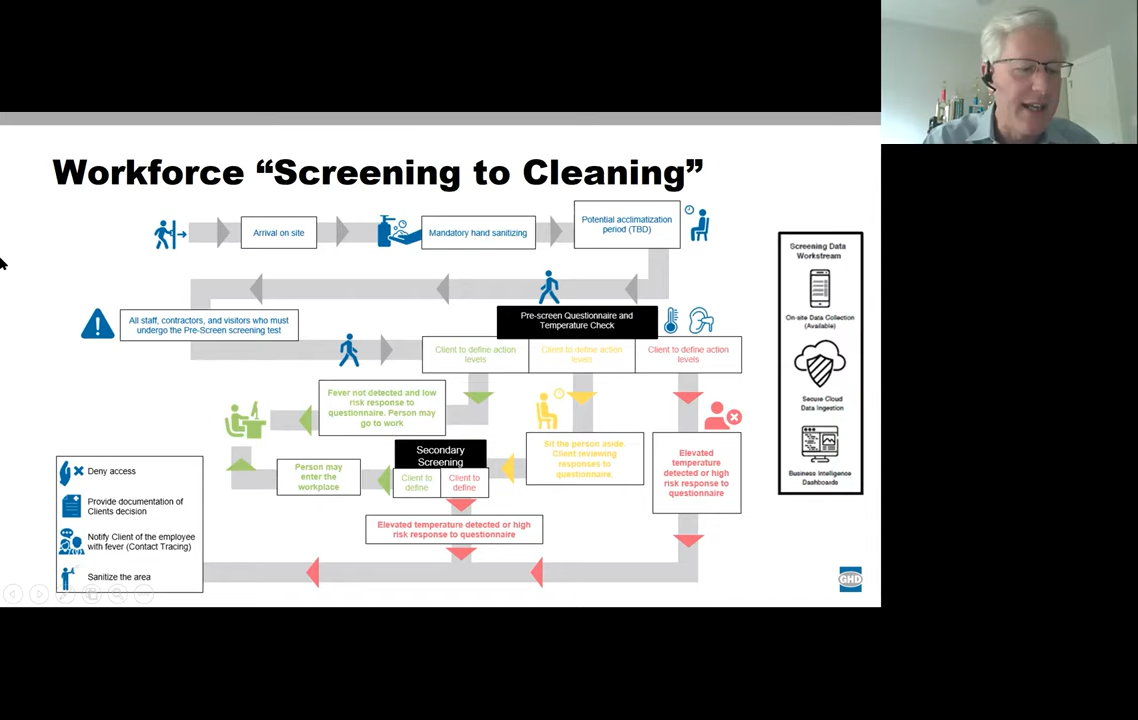 Workforce “Screening to Cleaning”
Arrival on site
Mandatory hand sanitizing
Potential acclimatization
period (TBD)
All staff, contractors, and visitors who must
undergo the Pre-Screen screening test
Pre-screen Questionnaire and
Temperature Check
Client to define action
levels
Client to define action
levels
Client to define action
levels
Fever not detected and low
risk response to
questionnaire. Person may
go to work
Secondary
Screening
Client to
define
Client to
define
Person may
enter the
workplace
Sit the person aside.
Client reviewing
responses to
questionnaire.
Elevated
temperature
detected or high
risk response to
questionnaire
Elevated temperature detected or high
risk response to questionnaire
Deny access
Provide documentation of
Clients decision
Notify Client of the employee
with fever (Contact Tracing)
Sanitize the area
Screening Data
Workstream
On-site Data Collection
(Available)
Secure Cloud
Data Ingestion
Business Intelligence
Dashboards
GHD